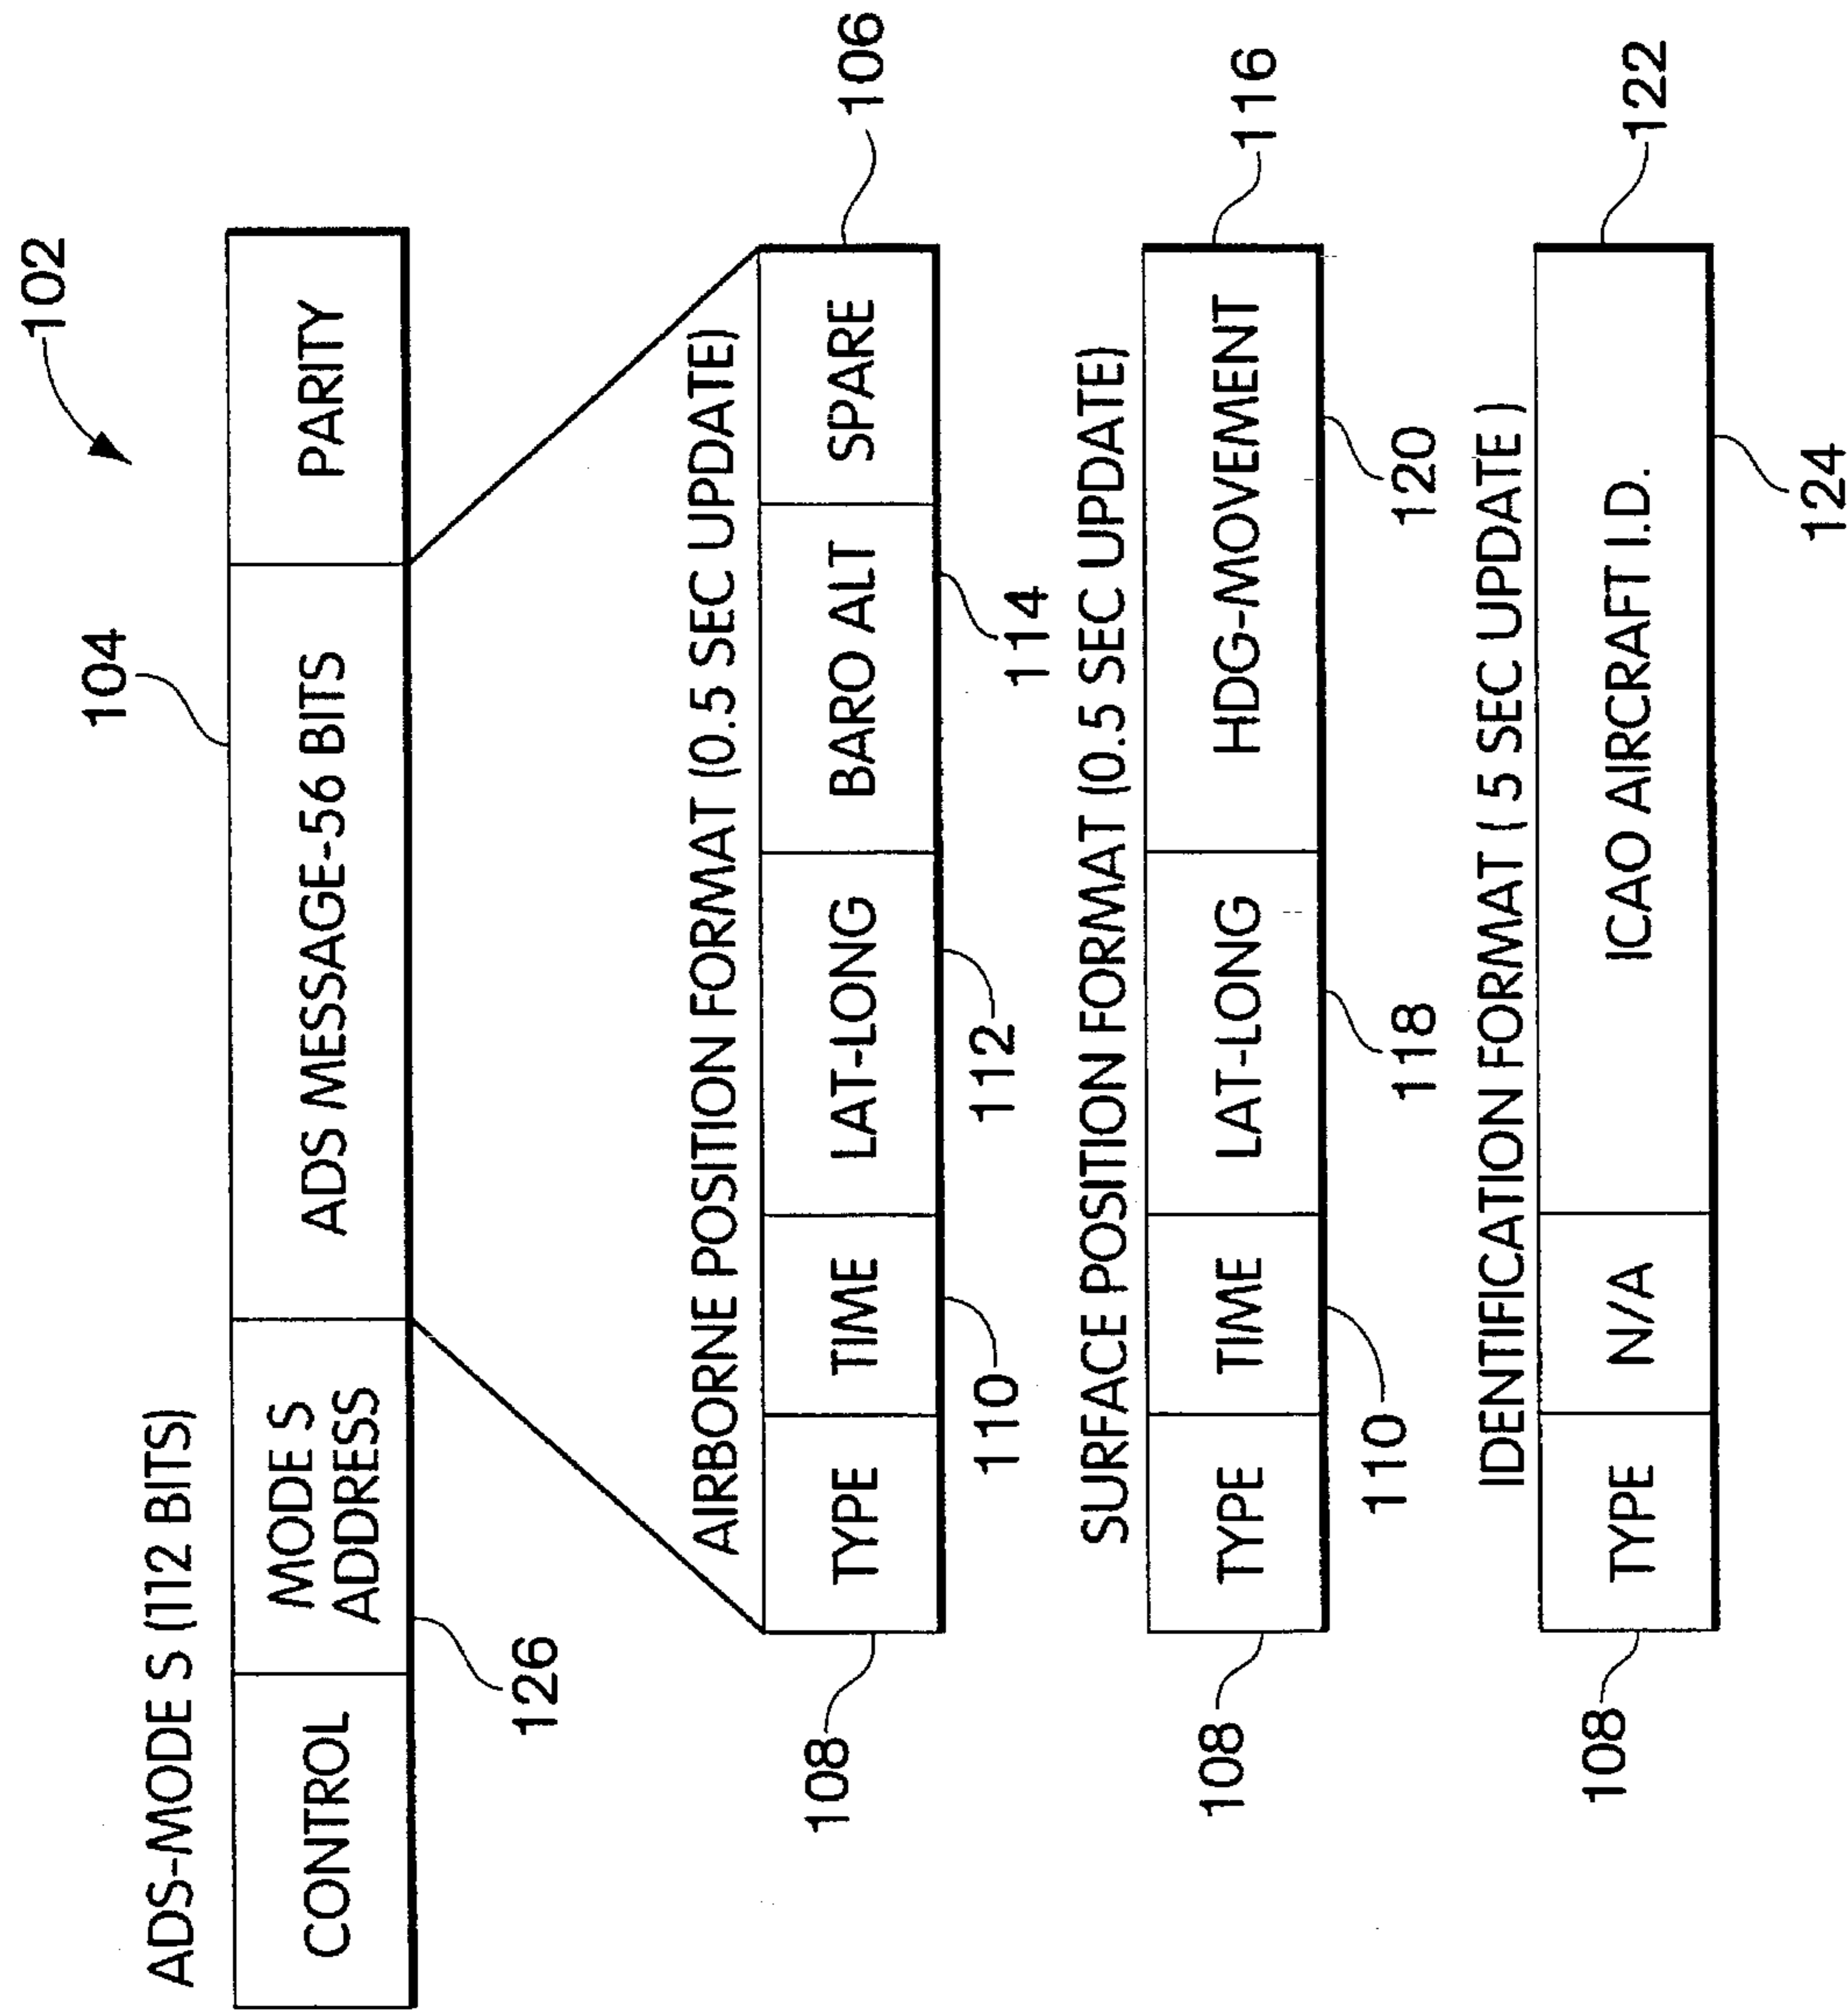 102
ADS-MODE S (112 BITS)
104
CONTROL
MODE S
ADDRESS
ADS MESSAGE-56 BITS
PARITY
126
AIRBORNE POSITION FORMAT (0.5 SEC UPDATE)
106
108
TYPE
TIME
LAT-LONG
BARO ALT
SPARE
110
112
114
SURFACE POSITION FORMAT (0.5 SEC UPDATE)
116
108
TYPE
TIME
LAT-LONG
HDG-MOVEMENT
110
118
120
IDENTIFICATION FORMAT ( 5 SEC UPDATE )
122
108
TYPE
N/A
ICAO AIRCRAFT I.D.
124